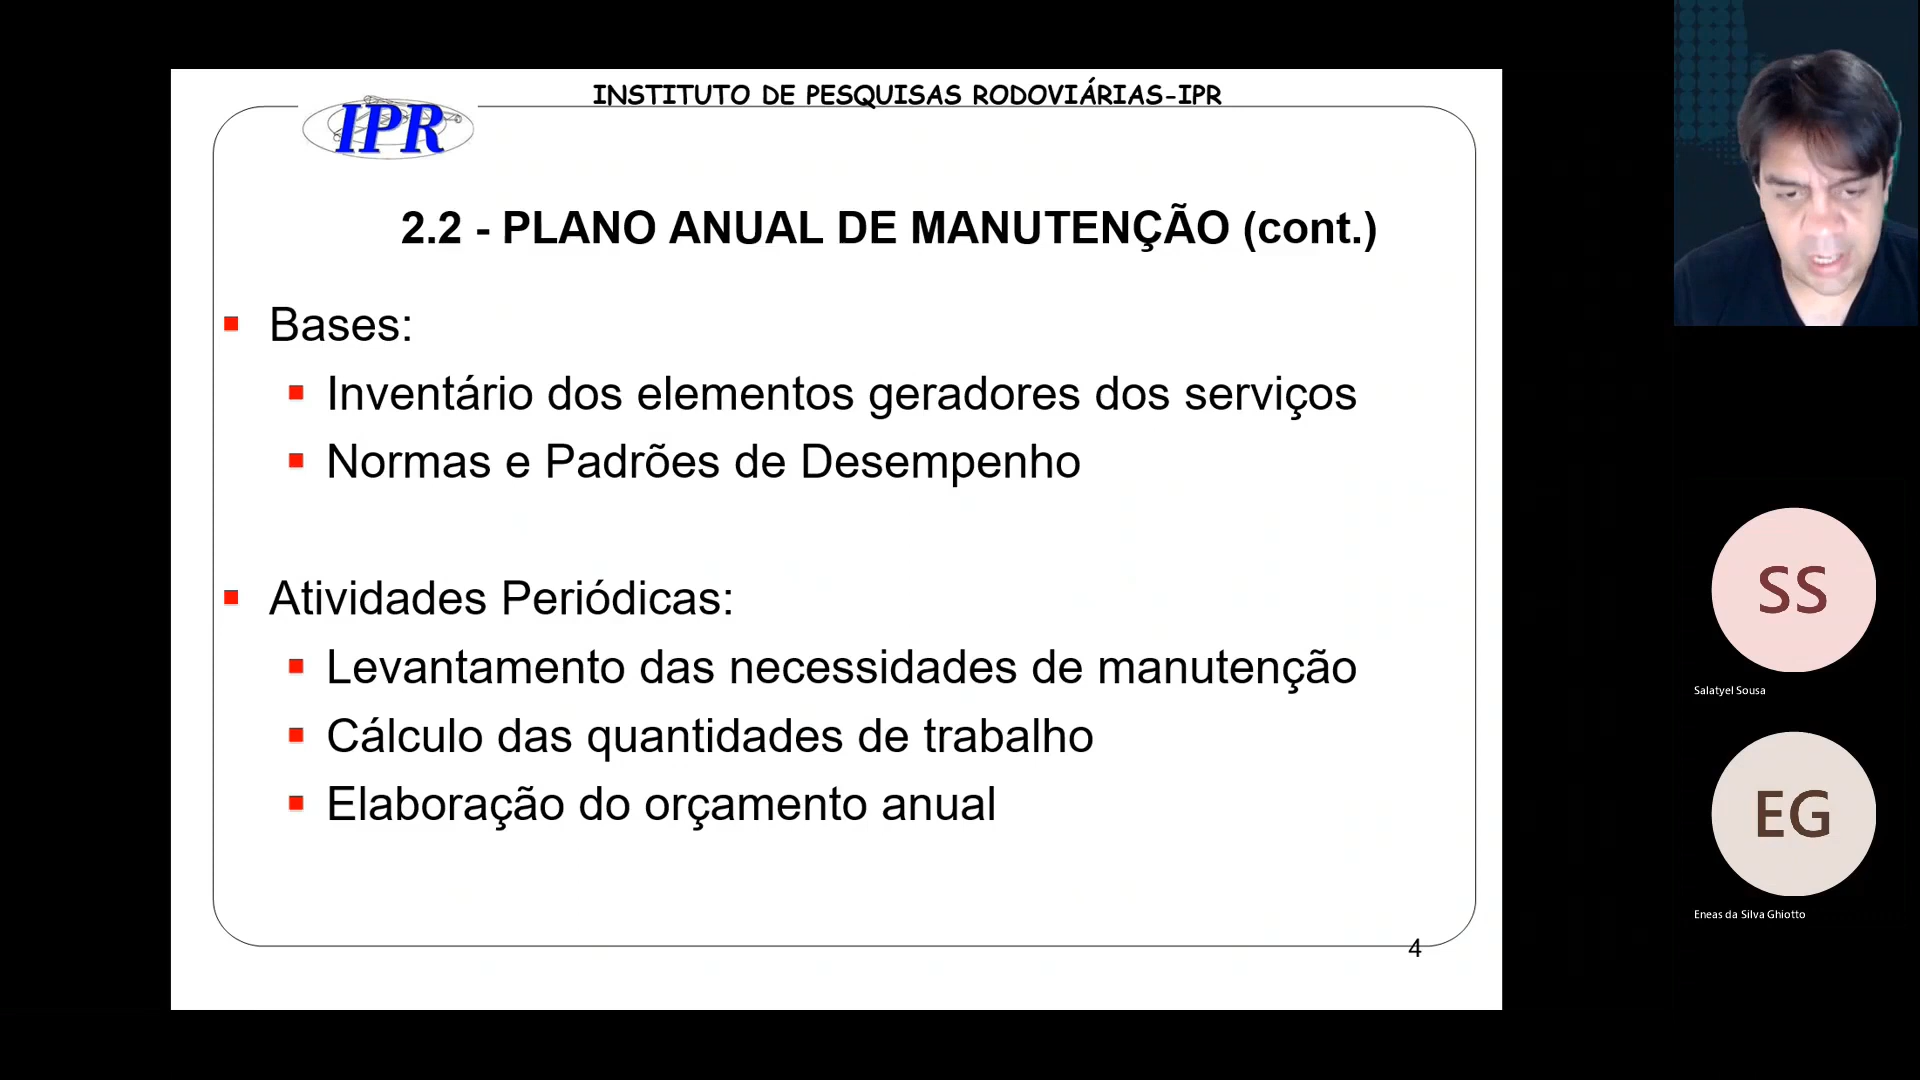 INSTITUTO DE PESQUISAS RODOVIÁRIAS-IPR
IPR
2.2 - PLANO ANUAL DE MANUTENÇÃO (cont.)
Bases:
Inventário dos elementos geradores dos serviços
Normas e Padrões de Desempenho
Atividades Periódicas:
Levantamento das necessidades de manutenção
Cálculo das quantidades de trabalho
Elaboração do orçamento anual
4
SS
Salatyel Sousa
EG
Eneas da Silva Ghiotto